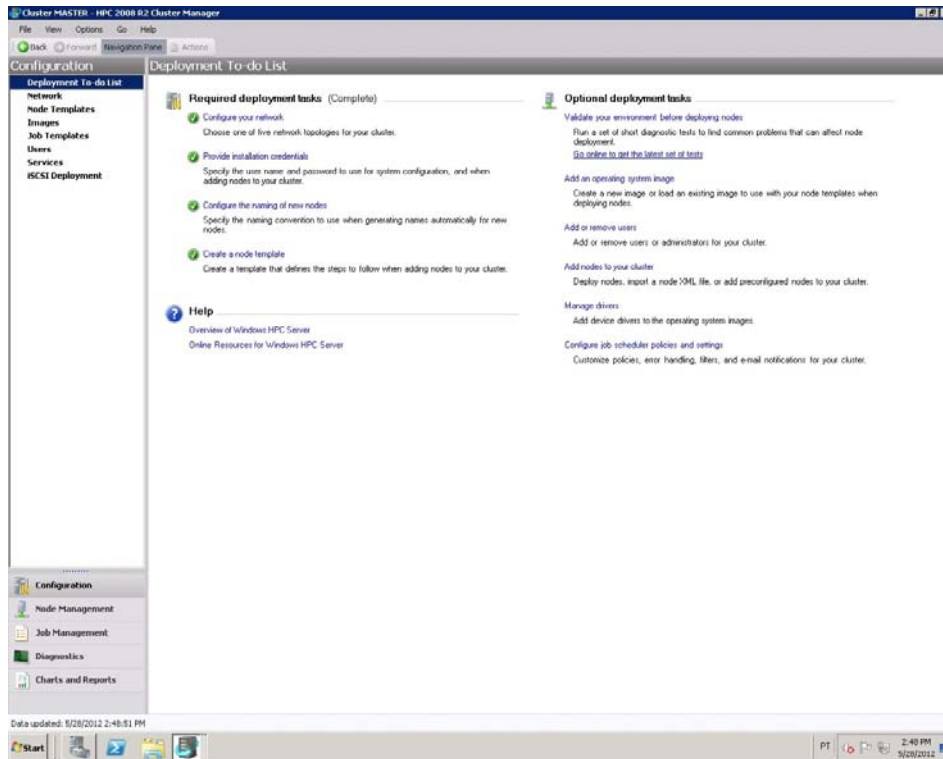 Cluster MASTER - HPC 2008 R2 Cluster Manager
File View Options Go Help
Back Forward Navigation Pane Actions
Configuration
Deployment To-do List
Deployment To-do List
Network
Node Templates
Images
Job Templates
Users
Services
iSCSI Deployment
Required deployment tasks (Complete)
Configure your network
Choose one of five network topologies for your cluster.
Provide installation credentials
Specify the user name and password to use for system configuration, and when
adding nodes to your cluster.
Configure the naming of new nodes
Specify the naming convention to use when generating names automatically for new
nodes.
Create a node template
Create a template that defines the steps to follow when adding nodes to your cluster.
Help
Overview of Windows HPC Server
Online Resources for Windows HPC Server
Optional deployment tasks
Validate your environment before deploying nodes
Run a set of short diagnostic tests to find common problems that can affect node
deployment.
Go online to get the latest set of tests
Add an operating system image
Create a new image or load an existing image to use with your node templates when
deploying nodes.
Add or remove users
Add or remove users or administrators for your cluster.
Add nodes to your cluster
Deploy nodes, import a node XML file, or add preconfigured nodes to your cluster.
Manage drivers
Add device drivers to the operating system images.
Configure job scheduler policies and settings
Customize policies, error handling, filters, and e-mail notifications for your cluster.
Configuration
Node Management
Job Management
Diagnostics
Charts and Reports
Data updated: 5/28/2012 2:48:51 PM
Start
PT
2:48 PM
5/28/2012